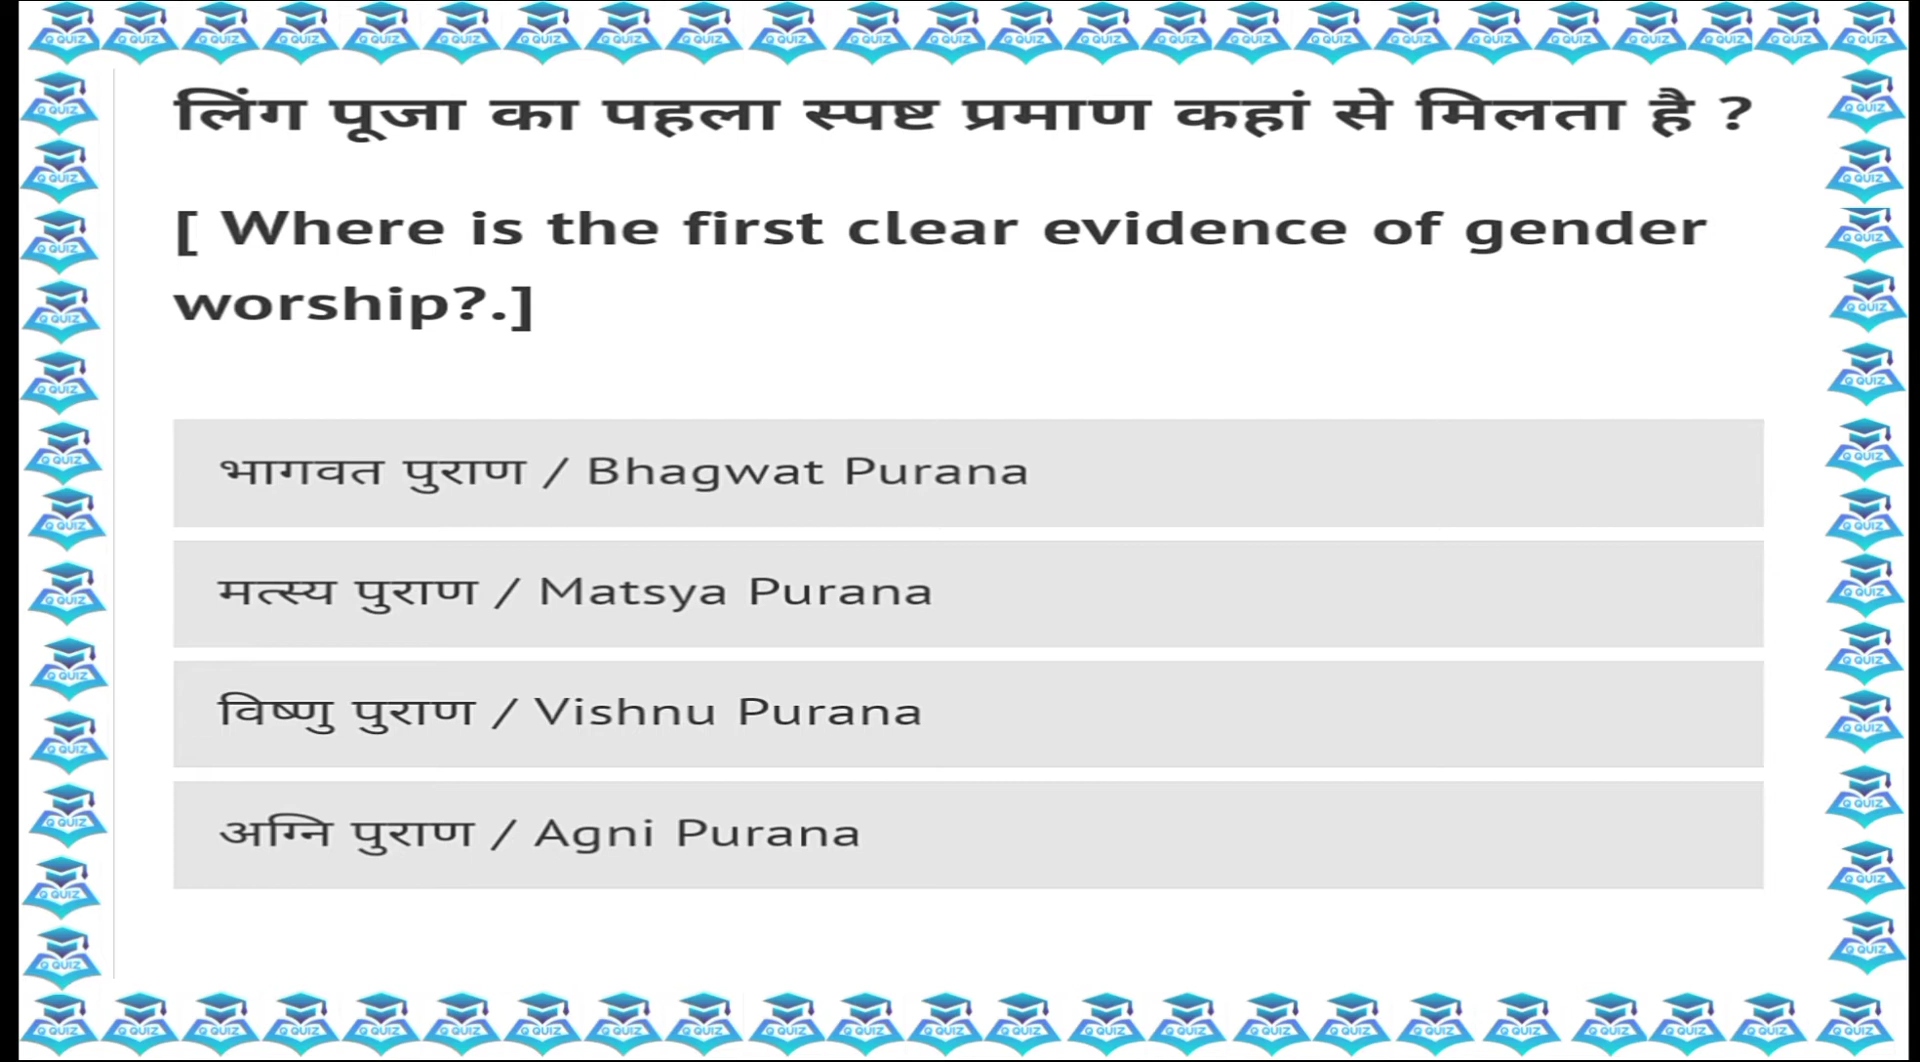 लिंग पूजा का पहला स्पष्ट प्रमाण कहां से मिलता है ?
[ Where is the first clear evidence of gender
worship?.]
भागवत पुराण / Bhagwat Purana
मत्स्य पुराण / Matsya Purana
विष्णु पुराण / Vishnu Purana
अग्नि पुराण / Agni Purana